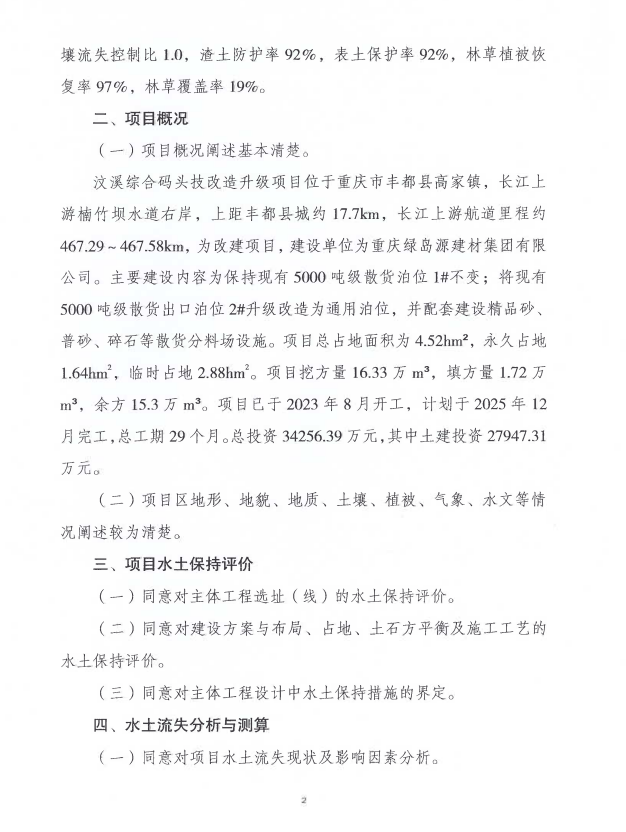 壤流失控制比 1.0，渣土防护率 92%，表土保护率 92%，林草植被恢
复率 97%，林草覆盖率 19%。
二、项目概况
（一）项目概况阐述基本清楚。
汶溪综合码头技改造升级项目位于重庆市丰都县高家镇，长江上
游楠竹坝水道右岸，上距丰都县城约 17.7km，长江上游航道里程约
467.29～467.58km，为改建项目，建设单位为重庆绿岛源建材集团有限
公司。主要建设内容为保持现有 5000 吨级散货泊位 1#不变；将现有
5000 吨级散货出口泊位 2#升级改造为通用泊位，并配套建设精品砂、
普砂、碎石等散货分料场设施。项目总占地面积为 4.52hm²，永久占地
1.64hm²，临时占地 2.88hm²。项目挖方量 16.33 万 m³，填方量 1.72 万
m³，余方 15.3 万 m³。项目已于 2023 年 8 月开工，计划于 2025 年 12
月完工，总工期 29 个月。总投资 34256.39 万元，其中土建投资 27947.31
万元。
（二）项目区地形、地貌、地质、土壤、植被、气象、水文等情
况阐述较为清楚。
三、项目水土保持评价
（一）同意对主体工程选址（线）的水土保持评价。
（二）同意对建设方案与布局、占地、土石方平衡及施工工艺的
水土保持评价。
（三）同意对主体工程设计中水土保持措施的界定。
四、水土流失分析与测算
（一）同意对项目水土流失现状及影响因素分析。
2